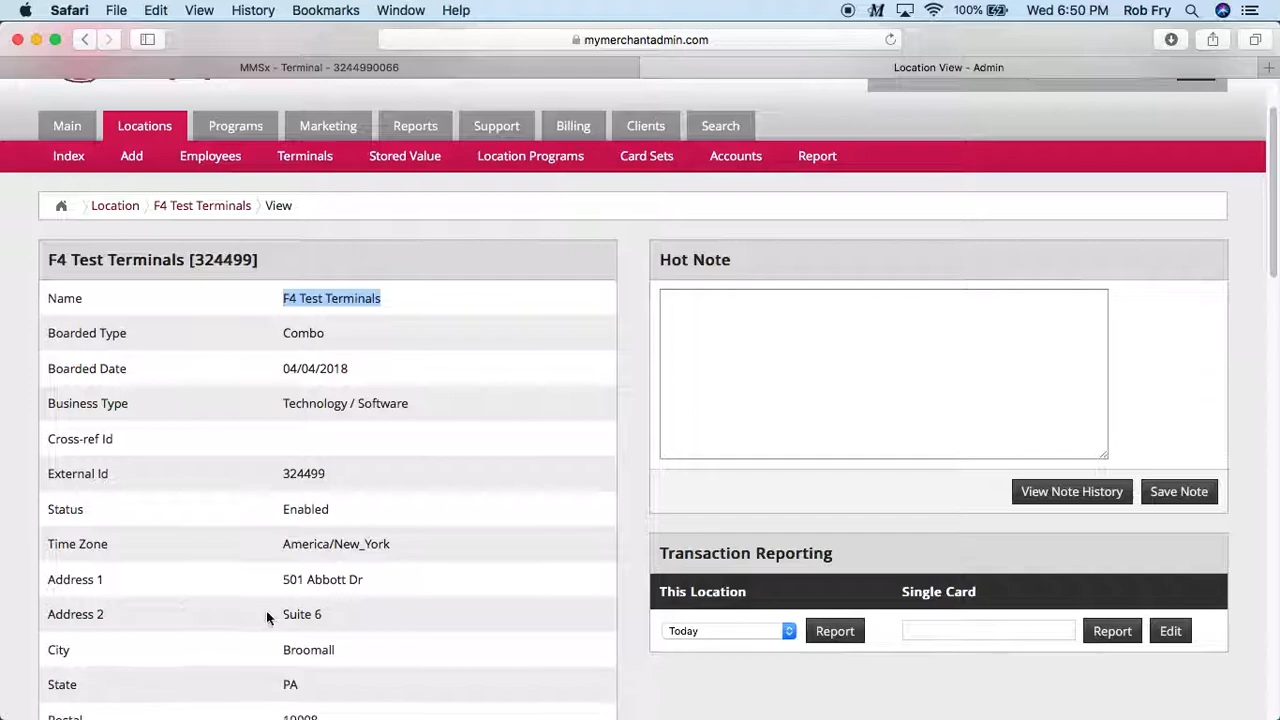 Safari File Edit View History Bookmarks Window Help 100% Wed 6:50 PM Rob Fry
mymerchantadmin.com
MMSx - Terminal - 3244990066 Location View - Admin
Main Locations Programs Marketing Reports Support Billing Clients Search
Index Add Employees Terminals Stored Value Location Programs Card Sets Accounts Report
Location F4 Test Terminals View
F4 Test Terminals [324499]
Name F4 Test Terminals
Boarded Type Combo
Boarded Date 04/04/2018
Business Type Technology / Software
Cross-ref Id
External Id 324499
Status Enabled
Time Zone America/New_York
Address 1 501 Abbott Dr
Address 2 Suite 6
City Broomall
State PA
Hot Note
View Note History Save Note
Transaction Reporting
This Location Single Card
Today Report Report Edit